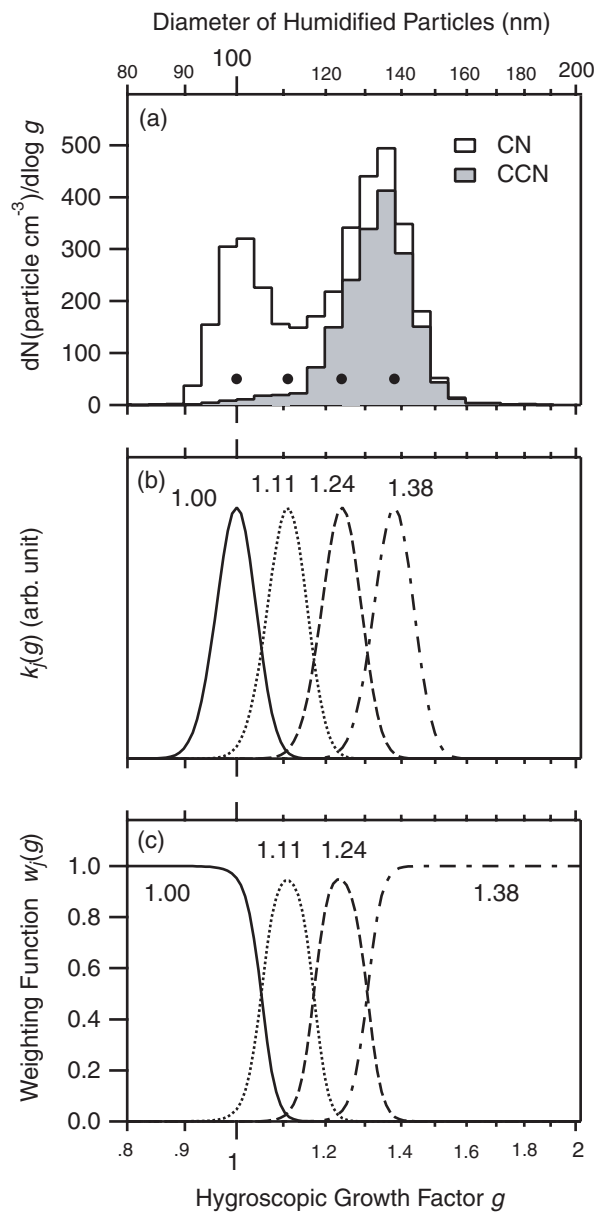 Diameter of Humidified Particles (nm)
80 90 100 120 140 160 180 200
(a)
CN
CCN
dN(particle cm⁻³)/dlog g
500
400
300
200
100
0
(b)
1.00 1.11 1.24 1.38
kj(g) (arb. unit)
(c)
1.11 1.24
1.00 1.38
Weighting Function wj(g)
1.0
0.8
0.6
0.4
0.2
0.0
.8 .9 1 1.2 1.4 1.6 1.8 2
Hygroscopic Growth Factor g